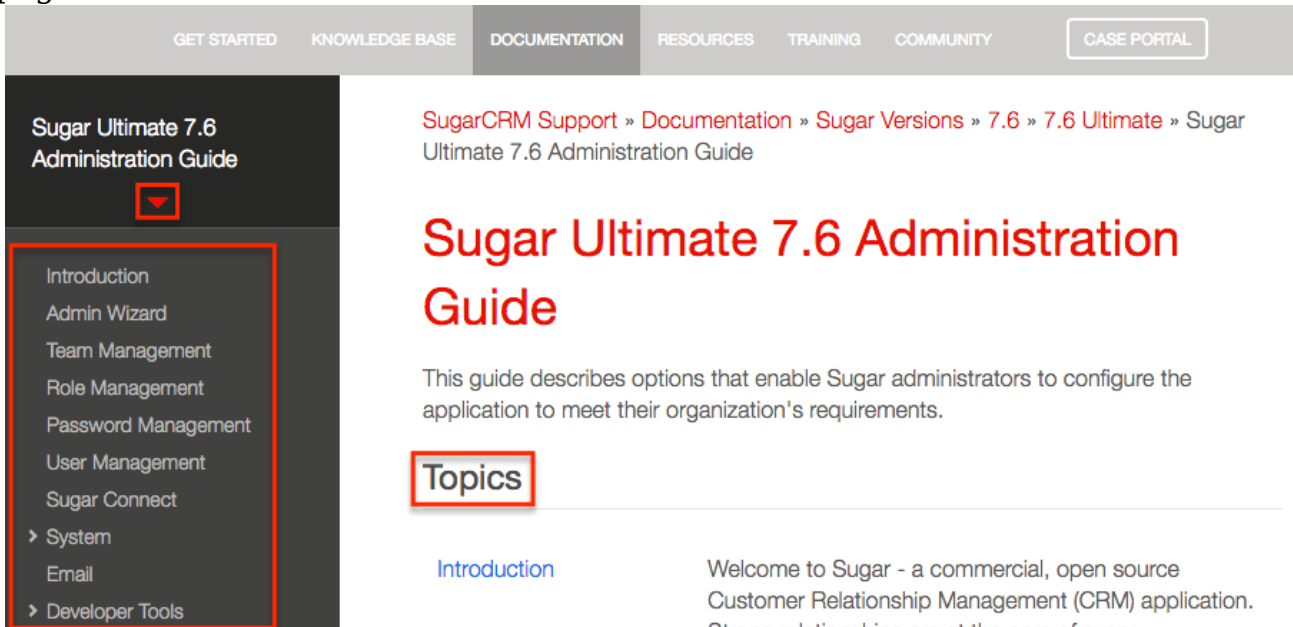 GET STARTED KNOWLEDGE BASE DOCUMENTATION RESOURCES TRAINING COMMUNITY CASE PORTAL
Sugar Ultimate 7.6
Administration Guide
Introduction
Admin Wizard
Team Management
Role Management
Password Management
User Management
Sugar Connect
System
Email
Developer Tools
SugarCRM Support » Documentation » Sugar Versions » 7.6 » 7.6 Ultimate » Sugar
Ultimate 7.6 Administration Guide
Sugar Ultimate 7.6 Administration
Guide
This guide describes options that enable Sugar administrators to configure the
application to meet their organization's requirements.
Topics
Introduction
Welcome to Sugar - a commercial, open source
Customer Relationship Management (CRM) application.